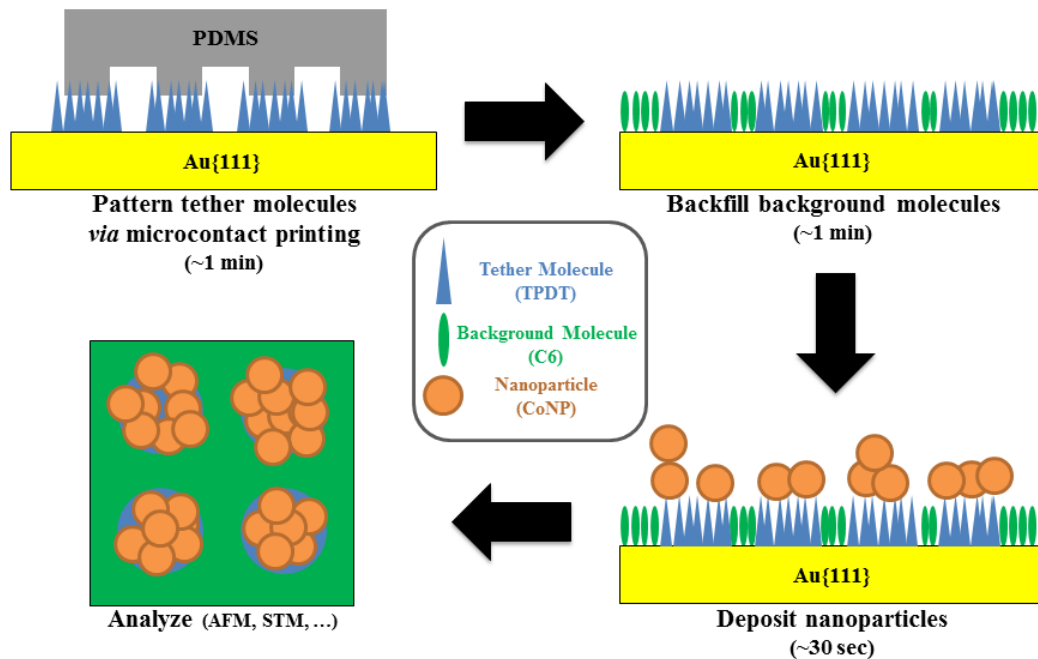 PDMS
Au{111}
Pattern tether molecules
via microcontact printing
(~1 min)
Au{111}
Backfill background molecules
(~1 min)
Tether Molecule
(TPDT)
Background Molecule
(C6)
Nanoparticle
(CoNP)
Au{111}
Deposit nanoparticles
(~30 sec)
Analyze (AFM, STM, ...)